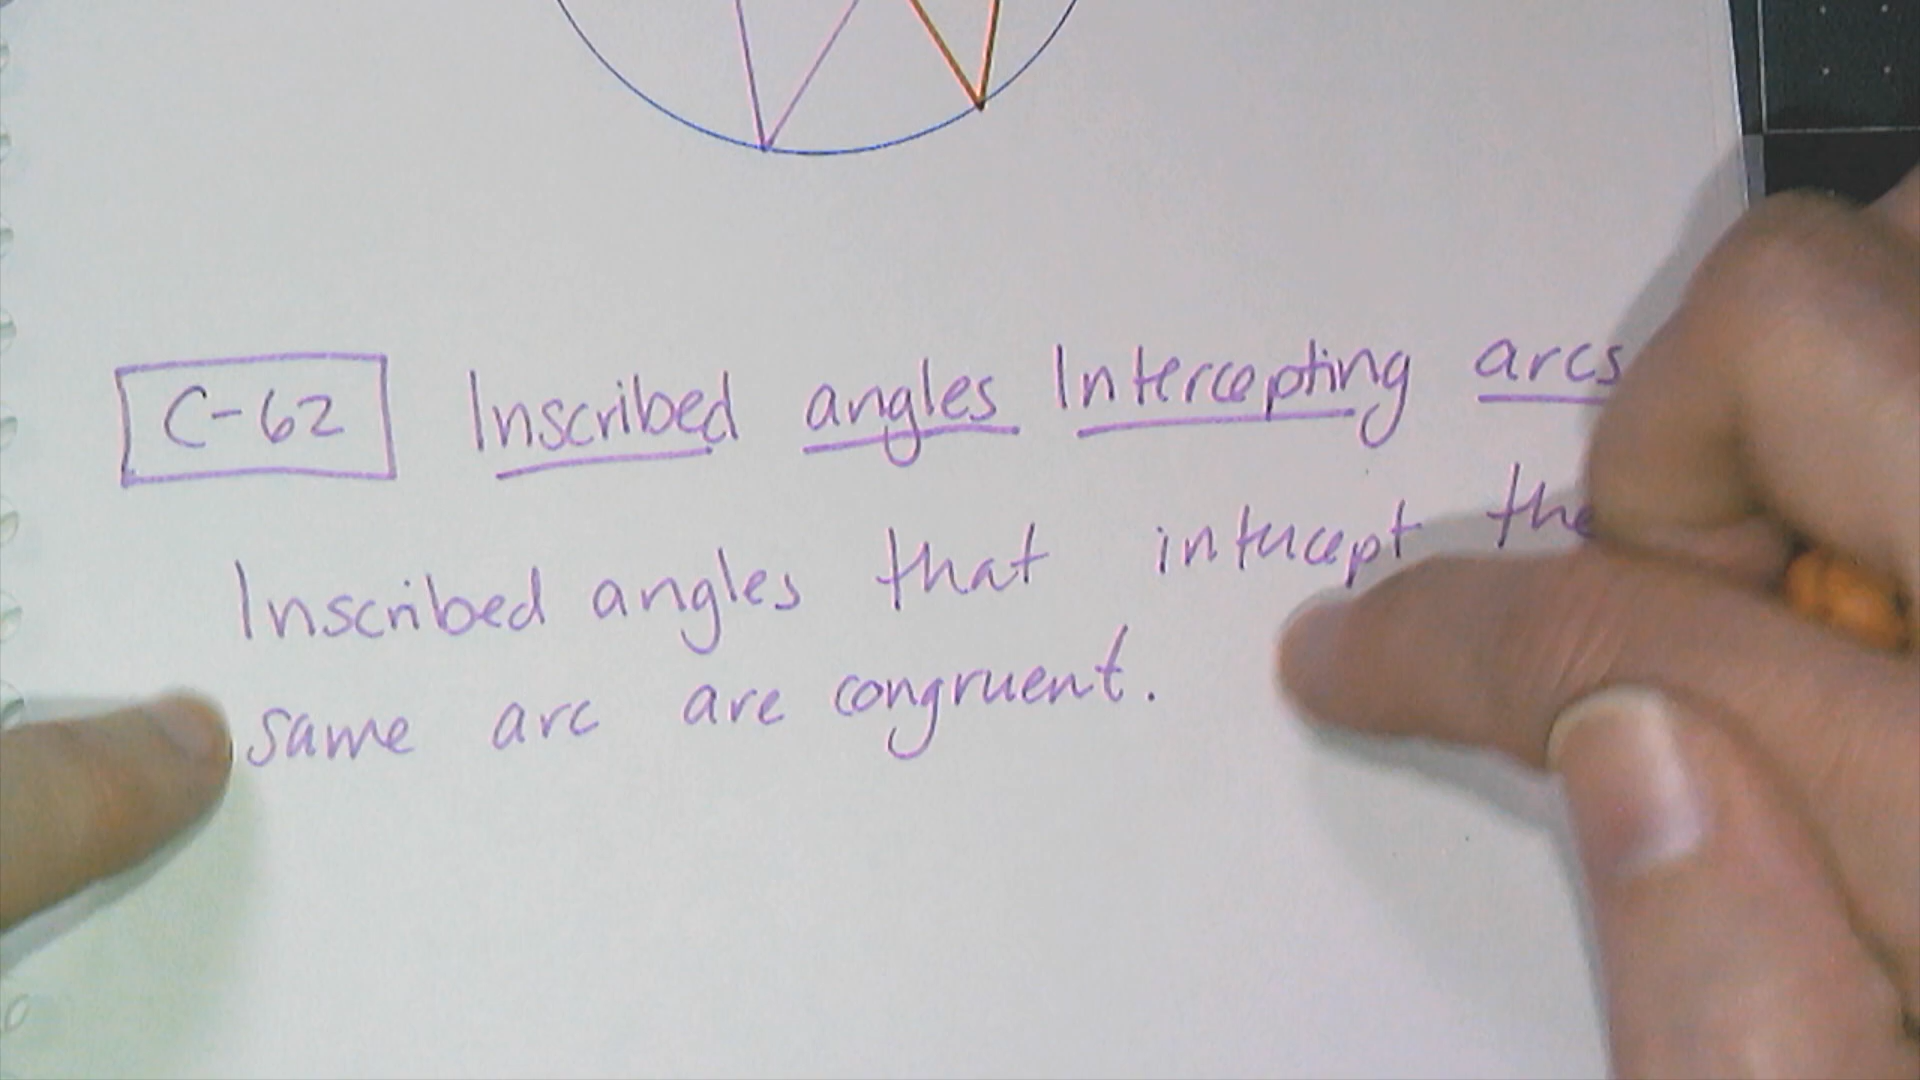 C-62 Inscribed angles Intercepting arcs
Inscribed angles that intercept the
same arc are congruent.